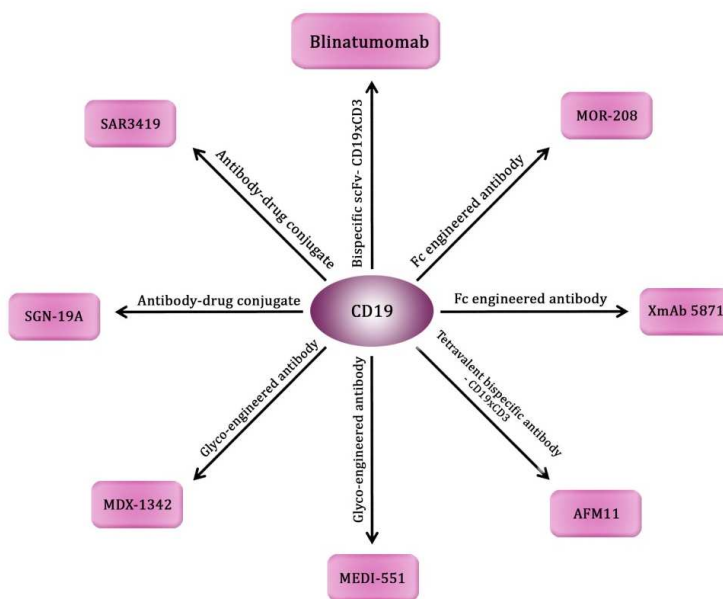 Blinatumomab
SAR3419
MOR-208
Antibody-drug conjugate
Bispecific scFv- CD19xCD3
Fc engineered antibody
SGN-19A
Antibody-drug conjugate
CD19
Fc engineered antibody
XmAb 5871
Glyco-engineered antibody
Glyco-engineered antibody
Tetravalent bispecific antibody
- CD19xCD3
MDX-1342
AFM11
MEDI-551